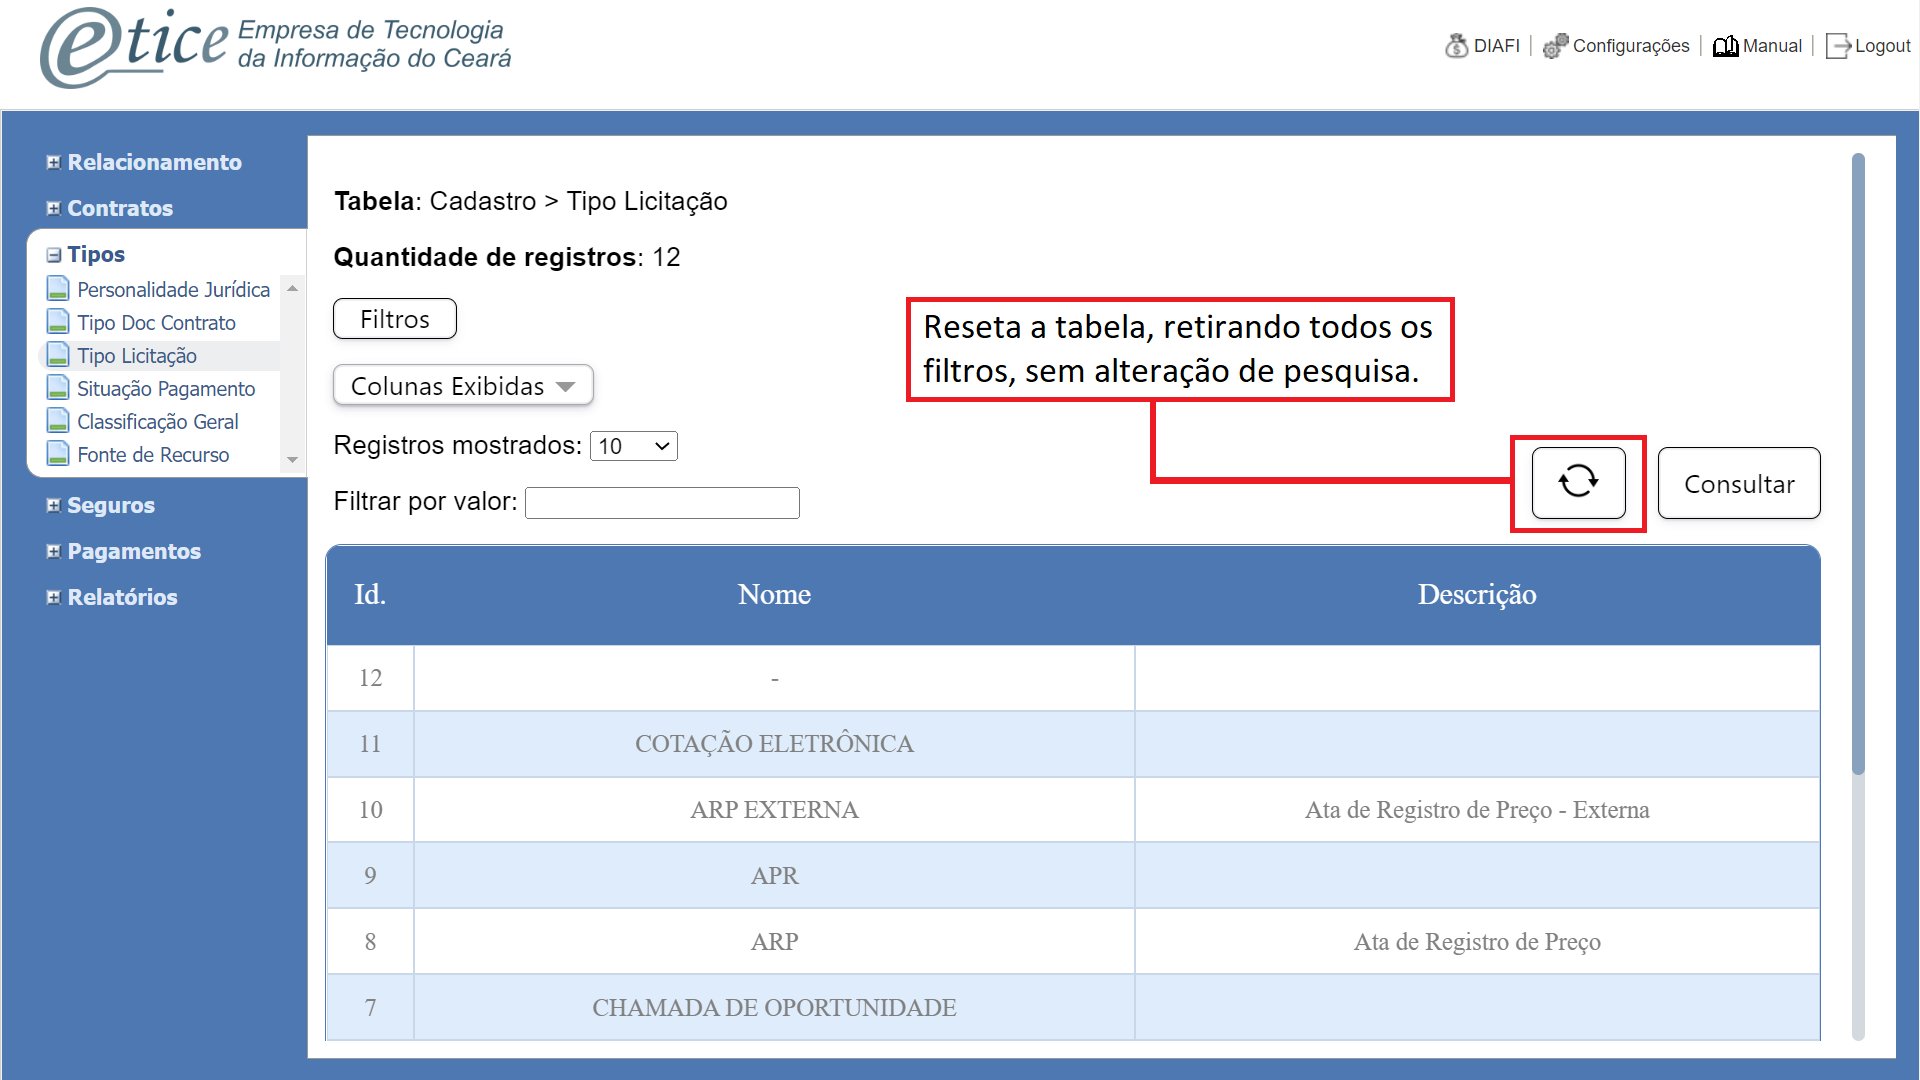 etice Empresa de Tecnologia
da Informação do Ceará
DIAFI | Configurações | Manual | Logout
Relacionamento
Contratos
Tipos
Personalidade Jurídica
Tipo Doc Contrato
Tipo Licitação
Situação Pagamento
Classificação Geral
Fonte de Recurso
Seguros
Pagamentos
Relatórios
Tabela: Cadastro > Tipo Licitação
Quantidade de registros: 12
Filtros
Colunas Exibidas
Registros mostrados: 10
Filtrar por valor:
Reseta a tabela, retirando todos os
filtros, sem alteração de pesquisa.
Consultar
Id. Nome Descrição
12 -
11 COTAÇÃO ELETRÔNICA
10 ARP EXTERNA Ata de Registro de Preço - Externa
9 APR
8 ARP Ata de Registro de Preço
7 CHAMADA DE OPORTUNIDADE